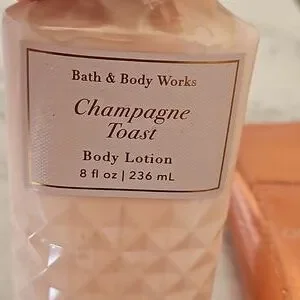 Bath & Body Works
Champagne
Toast
Body Lotion
8 fl oz | 236 mL